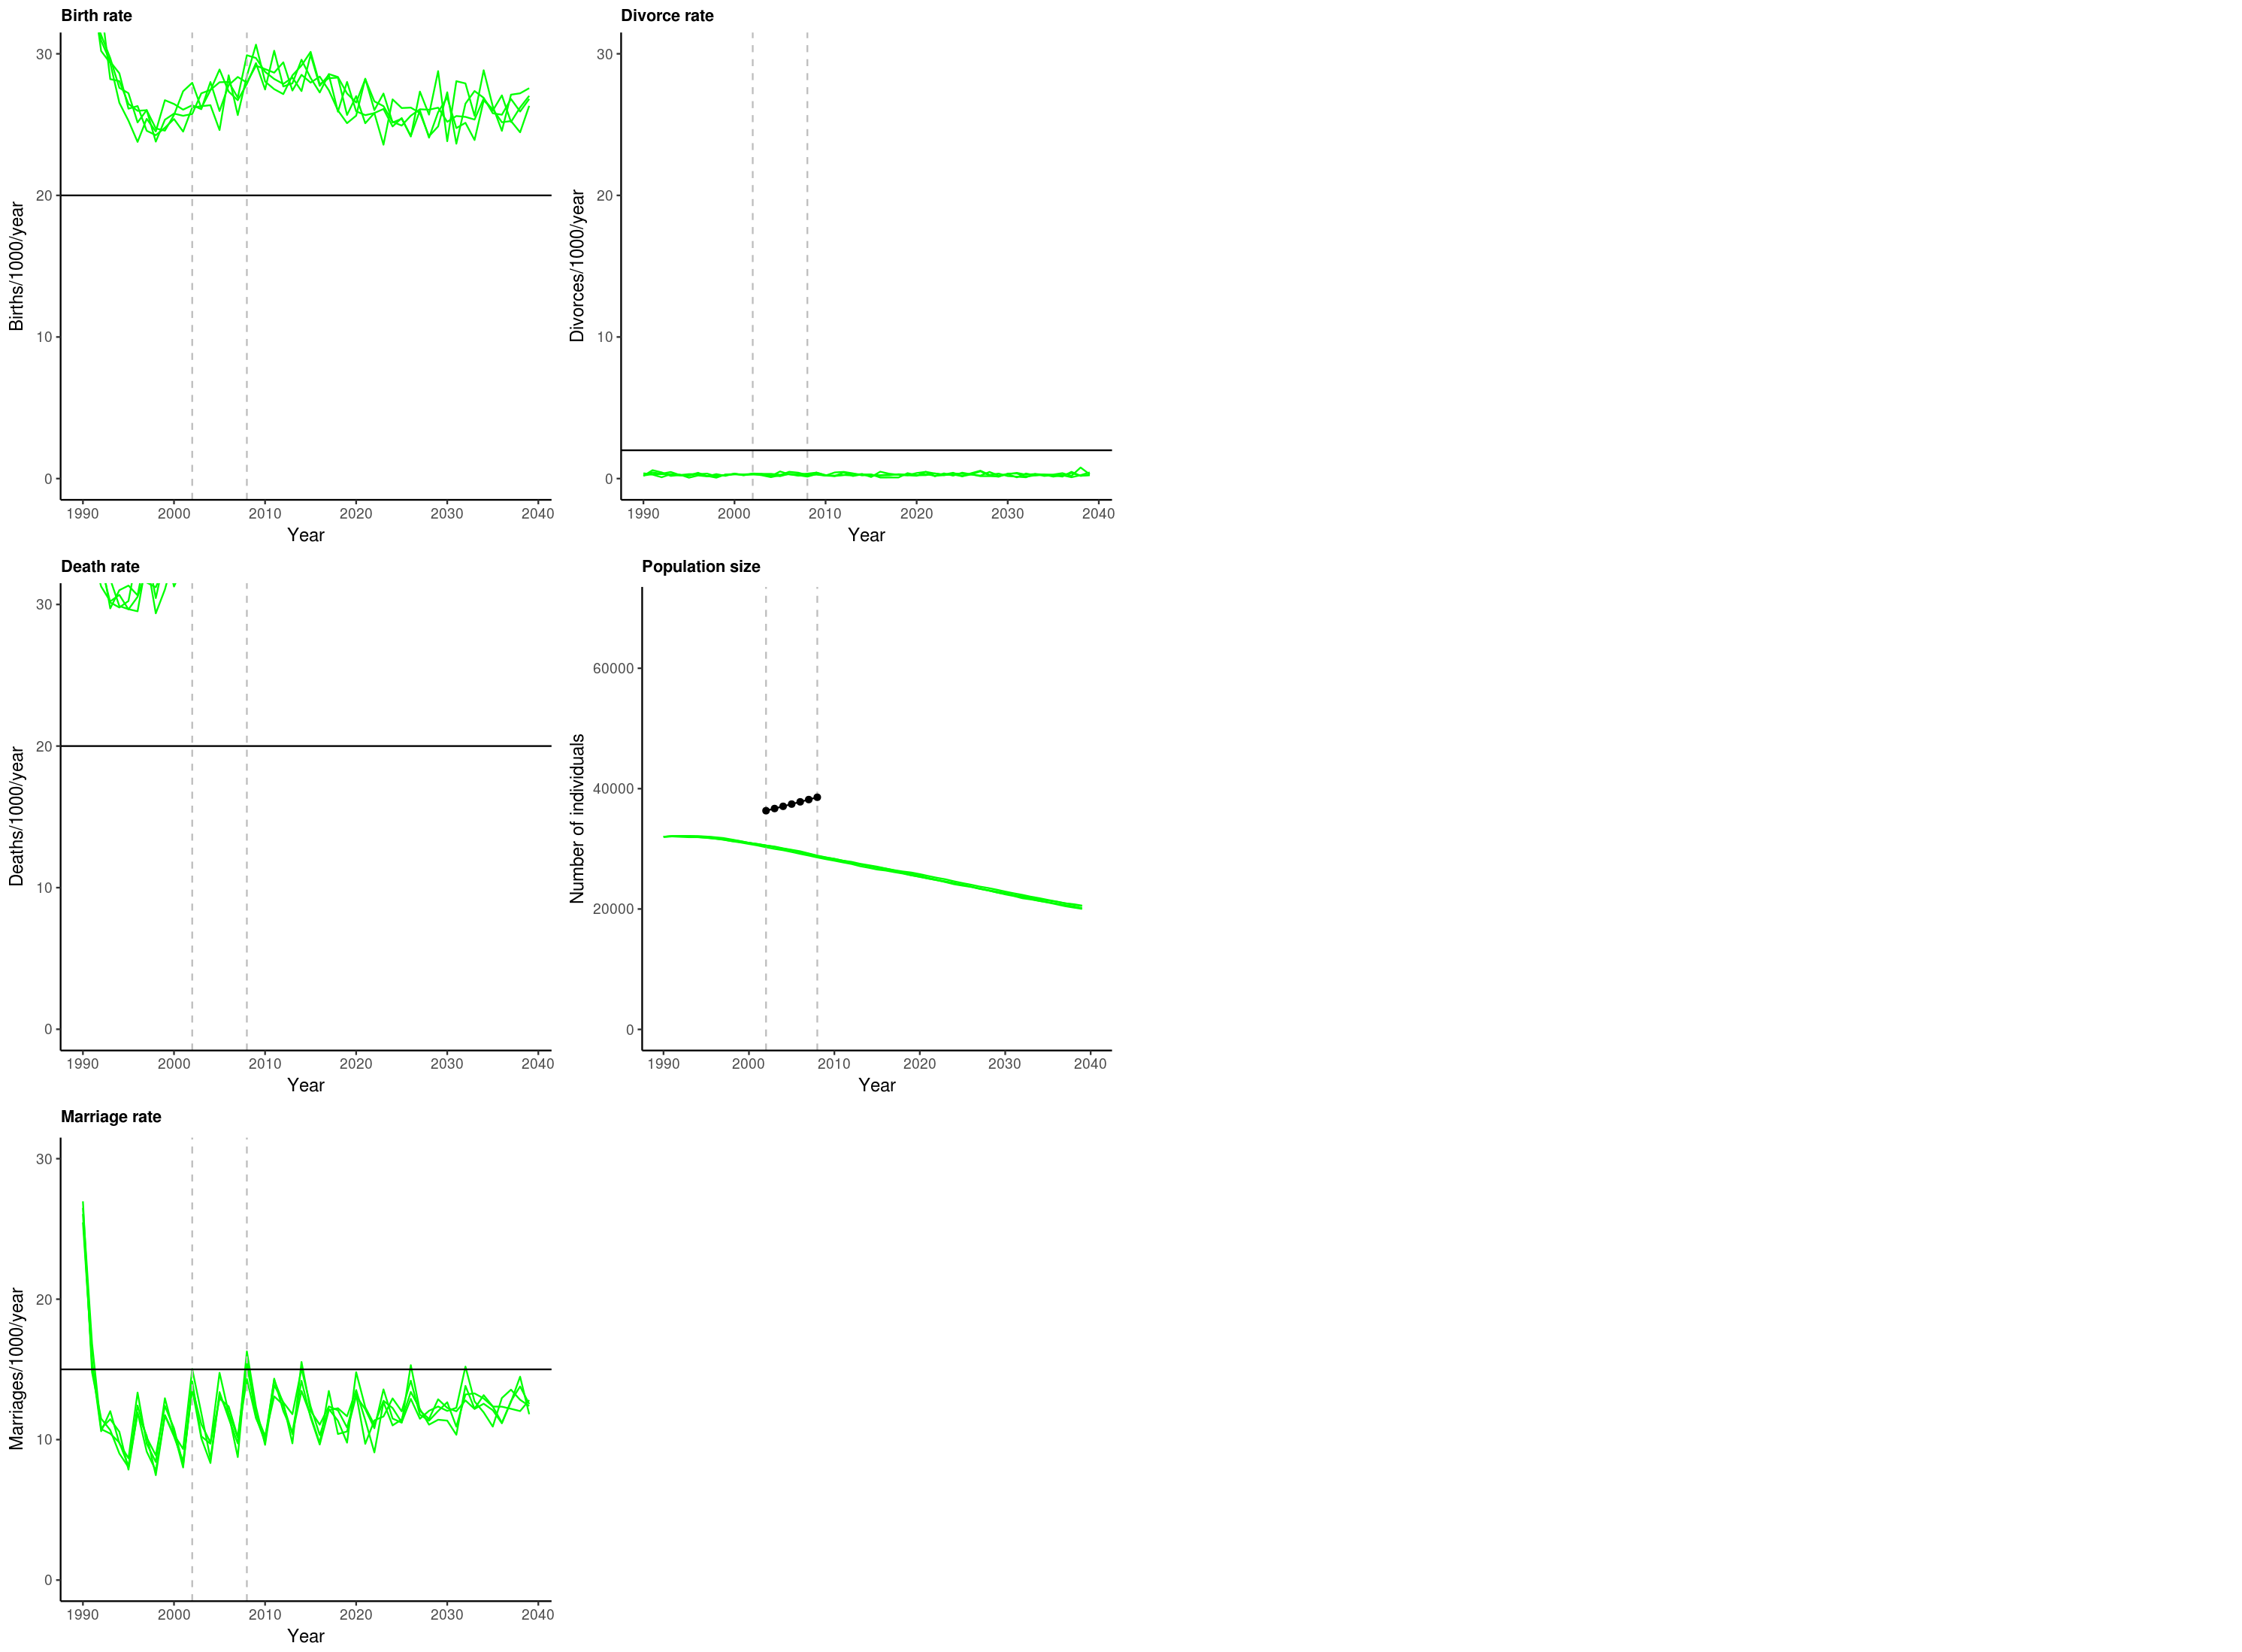 Birth rate
30
20
10
0
Births/1000/year
1990 2000 2010 2020 2030 2040
Year
Divorce rate
30
20
10
0
Divorces/1000/year
1990 2000 2010 2020 2030 2040
Year
Death rate
30
20
10
0
Deaths/1000/year
1990 2000 2010 2020 2030 2040
Year
Population size
60000
40000
20000
0
Number of individuals
1990 2000 2010 2020 2030 2040
Year
Marriage rate
30
20
10
0
Marriages/1000/year
1990 2000 2010 2020 2030 2040
Year